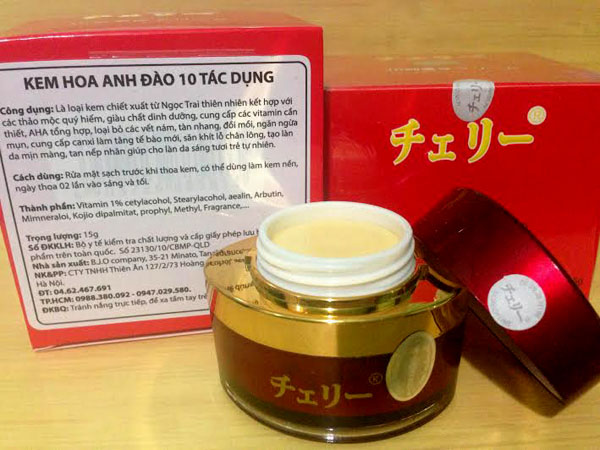 KEM HOA ANH ĐÀO 10 TÁC DỤNG
Công dụng: Là loại kem chiết xuất từ Ngọc Trai thiên nhiên kết hợp với
các thảo mộc quý hiếm, giàu chất dinh dưỡng, cung cấp các vitamin cần
thiết, AHA tổng hợp, loại bỏ các vết nám, tàn nhang, đồi mồi, ngăn ngừa
mụn, cung cấp canxi làm tăng tế bào mới, săn khít lỗ chân lông, tạo làn
da mịn màng, tan nếp nhăn giúp cho làn da sáng tươi trẻ tự nhiên.
Cách dùng: Rửa mặt sạch trước khi thoa kem, có thể dùng làm kem nền,
ngày thoa 02 lần vào sáng và tối.
Thành phần: Vitamin 1% cetylacohol, Stearylacohol, aealin, Arbutin,
Mimneraloi, Kojio dipalmitat, prophyl, Methyl, Fragrance,....
Trọng lượng: 15g
Số ĐKKLH: Bộ y tế kiểm tra chất lượng và cấp giấy phép lưu h
phẩm trên toàn quốc. Số 23130/10/CBMP-QLD
Nhà sản xuất: B.J.O company, 35-21 Minato,
NK&PP: CTY TNHH Thiên Ân 127/2/73 Hoàng
Hà Nội.
ĐT: 04.62.467.691
TP.HCM: 0988.380.092 - 0947.029.580.
ĐKBQ: Tránh nắng trực tiếp, để xa tầm tay trẻ
チェリー®
チェリー
チェリー
チェリー®